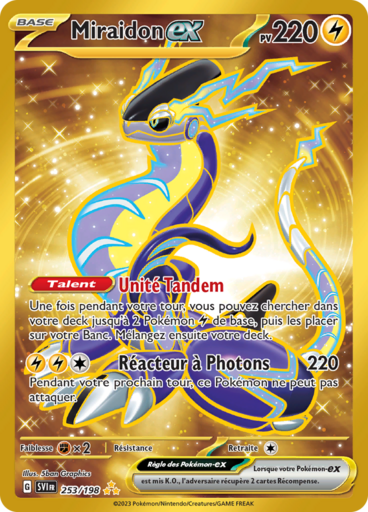 BASE Miraidon ex PV 220
Talent Unité Tandem
Une fois pendant votre tour, vous pouvez chercher dans
votre deck jusqu'à 2 Pokémon de base, puis les placer
sur votre Banc. Mélangez ensuite votre deck.
Réacteur à Photons 220
Pendant votre prochain tour, ce Pokémon ne peut pas
attaquer.
Faiblesse ×2 Résistance Retraite
Illus. 5ban Graphics
G SVI FR 253/198
Règle des Pokémon-ex Lorsque votre Pokémon-ex
est mis K.O., l'adversaire récupère 2 cartes Récompense.
©2023 Pokémon/Nintendo/Creatures/GAME FREAK